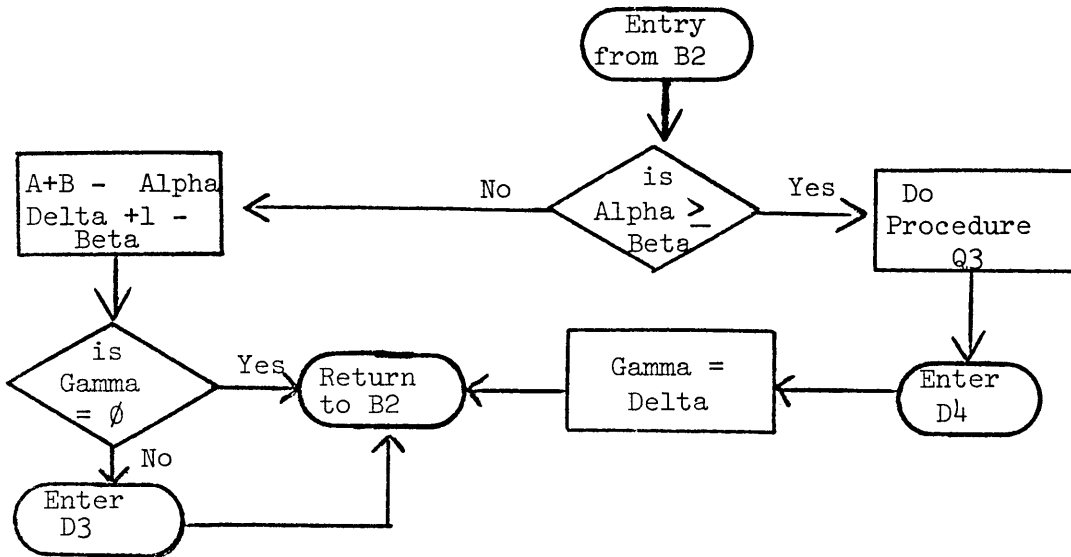 Entry
from B2
is
Alpha ≥
Beta
No
Yes
Do
Procedure
Q3
A+B - Alpha
Delta +1 -
Beta
is
Gamma
= Ø
Yes
Return
to B2
Gamma =
Delta
Enter
D4
No
Enter
D3